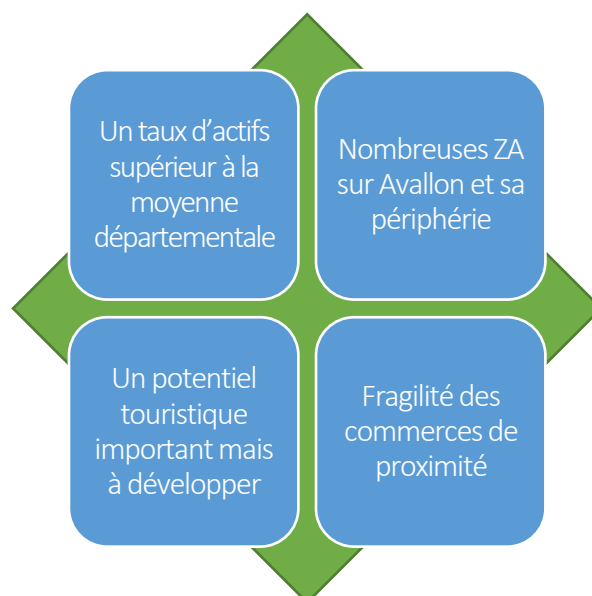 Un taux d’actifs
supérieur à la
moyenne
départementale
Nombreuses ZA
sur Avallon et sa
périphérie
Un potentiel
touristique
important mais
à développer
Fragilité des
commerces de
proximité